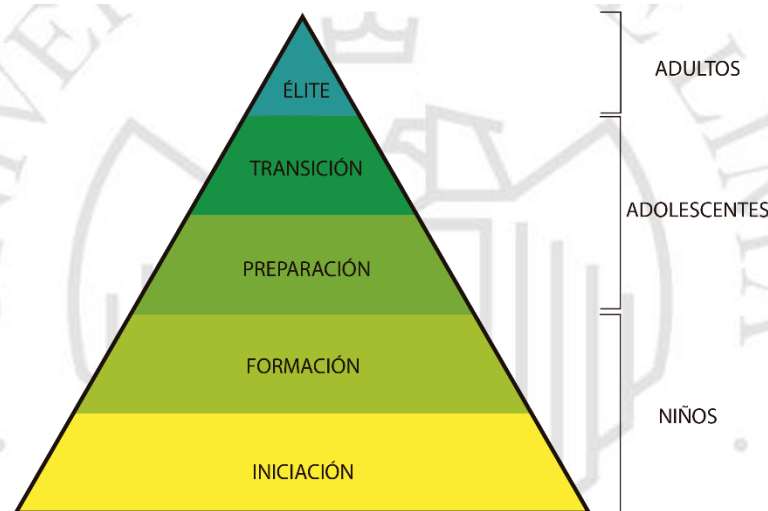 ÉLITE
ADULTOS
TRANSICIÓN
ADOLESCENTES
PREPARACIÓN
FORMACIÓN
NIÑOS
INICIACIÓN